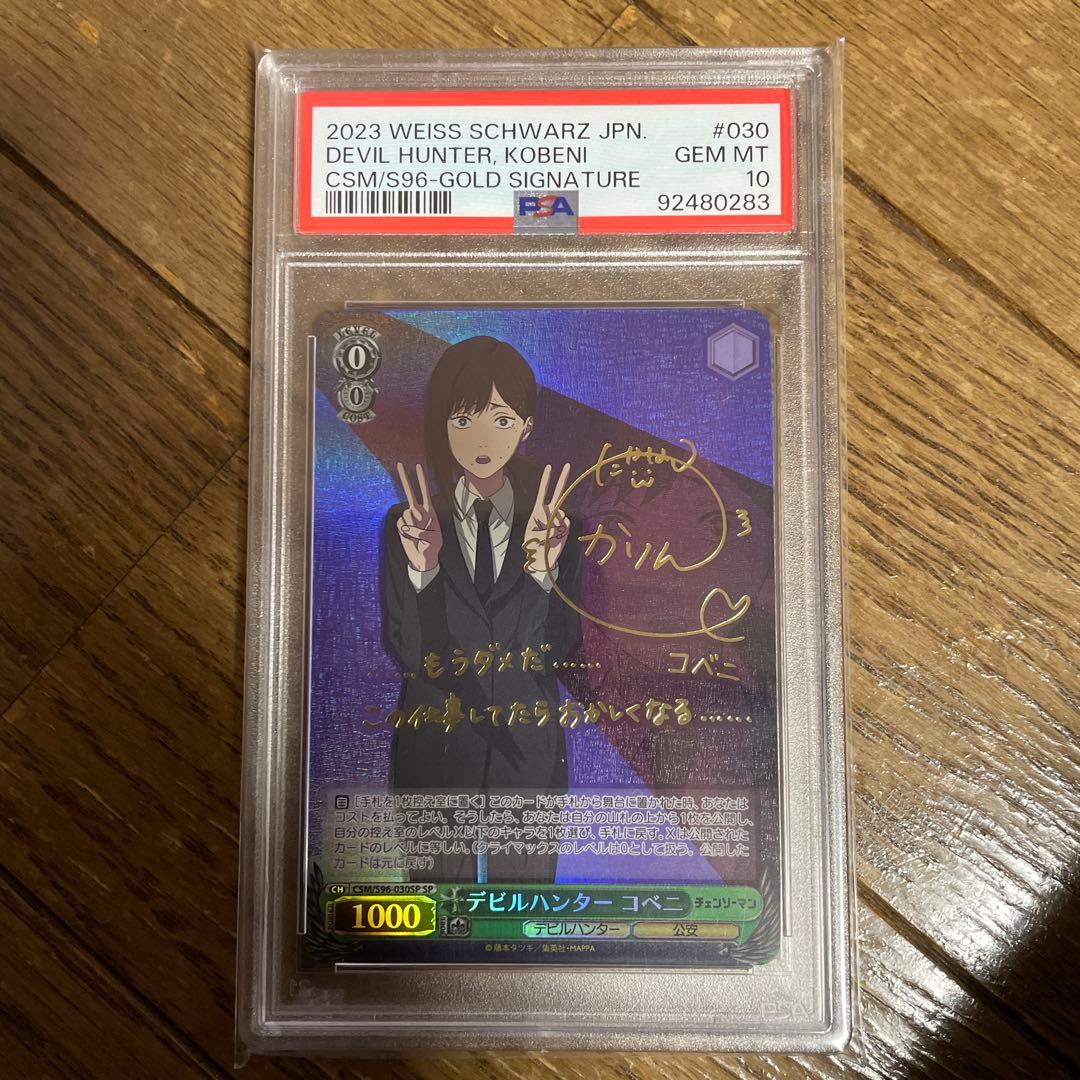 2023 WEISS SCHWARZ JPN. #030
DEVIL HUNTER, KOBENI GEM MT
CSM/S96-GOLD SIGNATURE 10
PSA 92480283
LEVEL
0
0
COST
かりん
コベニ
……もうダメだ……
この仕事してたらおかしくなる……
自 [手札を1枚控え室に置く] このカードが手札から舞台に置かれた時、あなたは
コストを払ってよい。そうしたら、あなたは自分の山札の上から1枚を公開し、
自分の控え室のレベルX以下のキャラを1枚選び、手札に戻す。Xは公開された
カードのレベルに等しい。(クライマックスのレベルは0として扱う。公開した
カードは元に戻す)
CH CSM/S96-030SP SP
1000
デビルハンター コベニ
チェンソーマン
デビルハンター 公安
©藤本タツキ/集英社・MAPPA